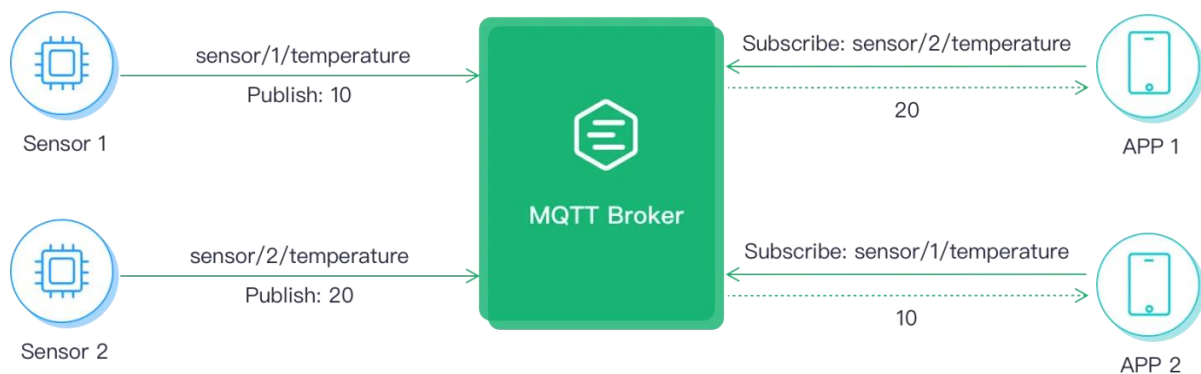 sensor/1/temperature
Publish: 10
Sensor 1
sensor/2/temperature
Publish: 20
Sensor 2
MQTT Broker
Subscribe: sensor/2/temperature
20
APP 1
Subscribe: sensor/1/temperature
10
APP 2